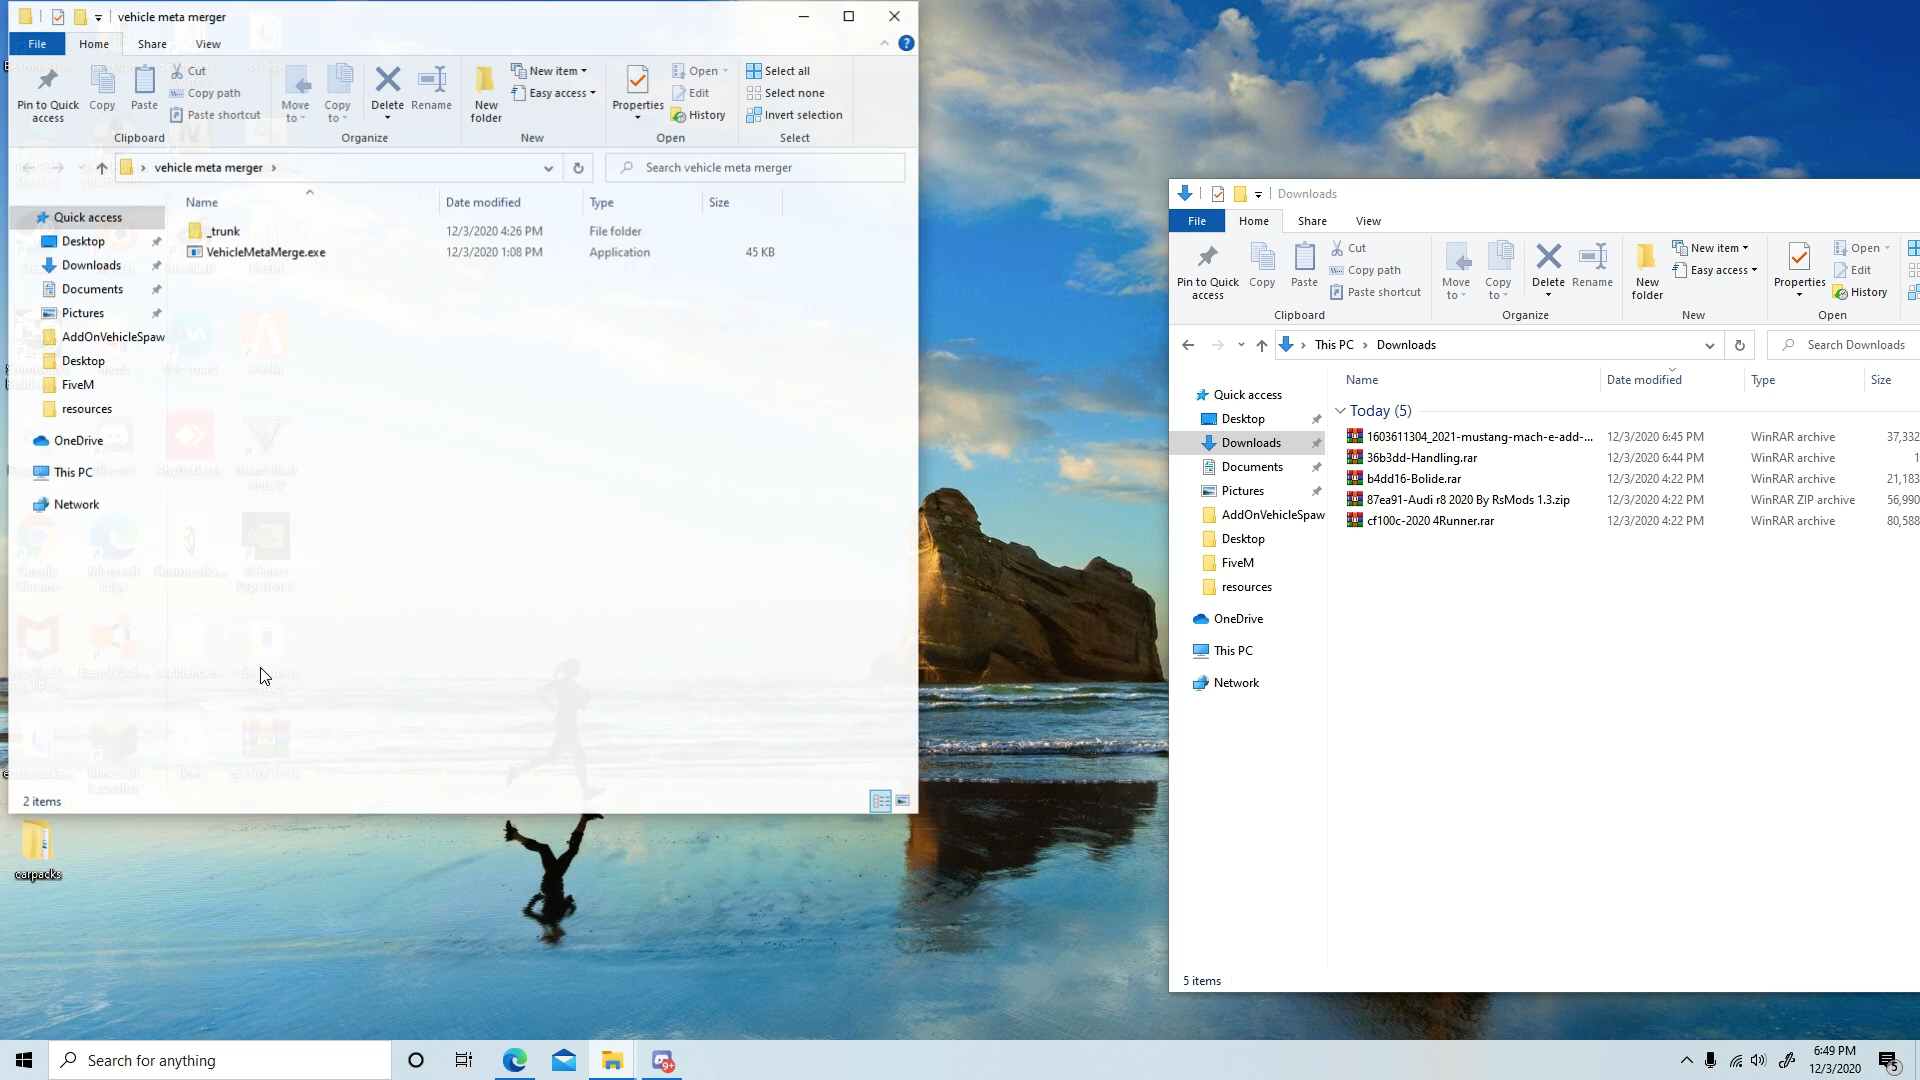 vehicle meta merger
File Home Share View
Pin to Quick access
Copy
Paste
Cut
Copy path
Paste shortcut
Clipboard
Move to
Copy to
Delete
Rename
Organize
New folder
New item
Easy access
New
Properties
Open
Edit
History
Open
Select all
Select none
Invert selection
Select
vehicle meta merger
Search vehicle meta merger
Name Date modified Type Size
_trunk 12/3/2020 4:26 PM File folder
VehicleMetaMerge.exe 12/3/2020 1:08 PM Application 45 KB
Quick access
Desktop
Downloads
Documents
Pictures
AddOnVehicleSpaw
Desktop
FiveM
resources
OneDrive
This PC
Network
2 items
carpacks
Downloads
File Home Share View
Pin to Quick access
Copy
Paste
Cut
Copy path
Paste shortcut
Clipboard
Move to
Copy to
Delete
Rename
Organize
New folder
New item
Easy access
New
Properties
Open
Edit
History
Open
This PC Downloads
Search Downloads
Name Date modified Type Size
Today (5)
1603611304_2021-mustang-mach-e-add-... 12/3/2020 6:45 PM WinRAR archive 37,332
36b3dd-Handling.rar 12/3/2020 6:44 PM WinRAR archive 1
b4dd16-Bolide.rar 12/3/2020 4:22 PM WinRAR archive 21,183
87ea91-Audi r8 2020 By RsMods 1.3.zip 12/3/2020 4:22 PM WinRAR ZIP archive 56,990
cf100c-2020 4Runner.rar 12/3/2020 4:22 PM WinRAR archive 80,588
Quick access
Desktop
Downloads
Documents
Pictures
AddOnVehicleSpaw
Desktop
FiveM
resources
OneDrive
This PC
Network
5 items
Search for anything
9+
6:49 PM
12/3/2020
5